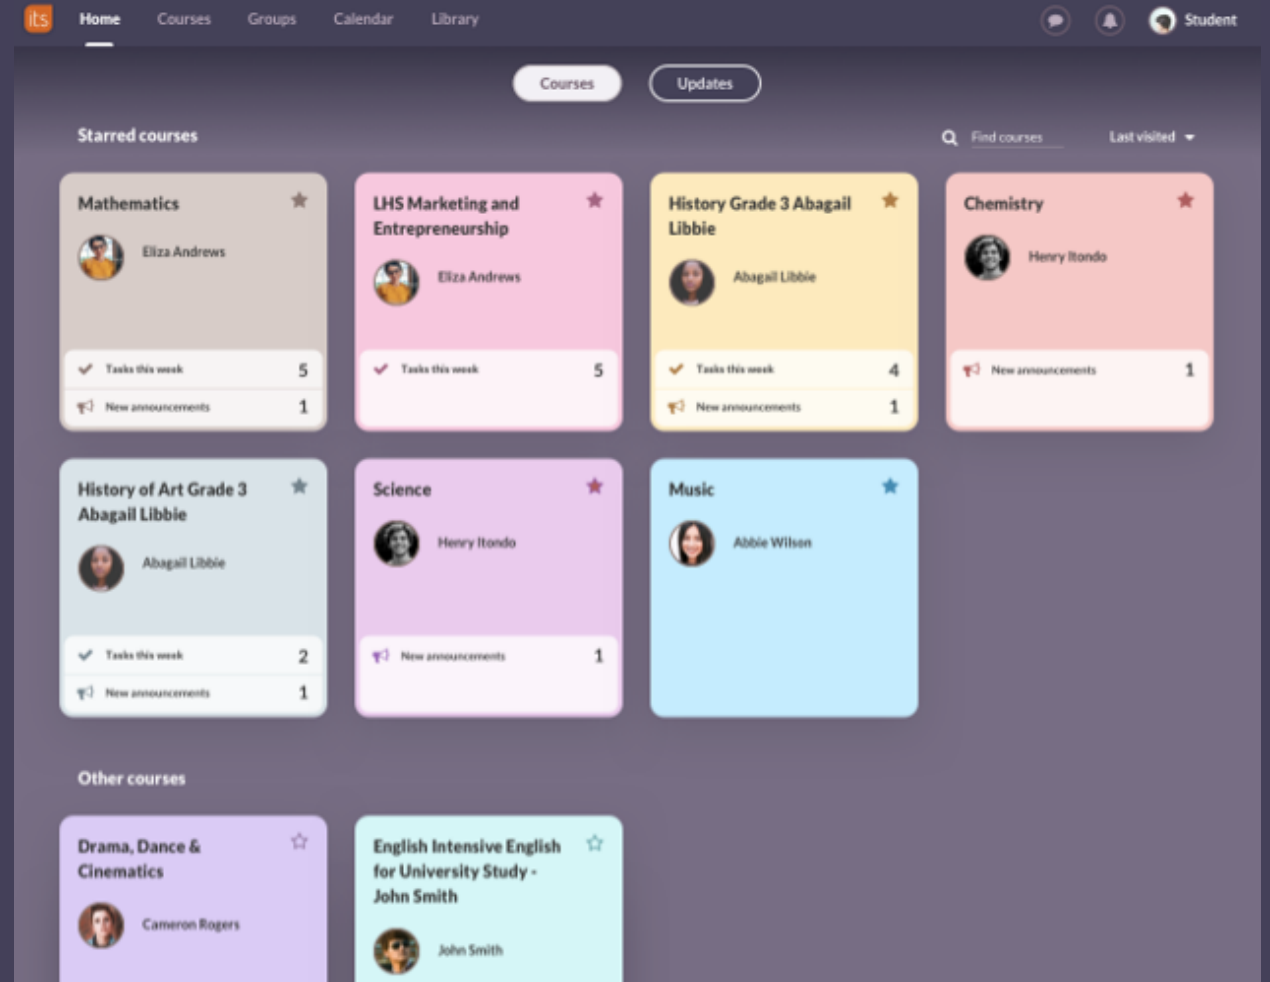 its Home Courses Groups Calendar Library Student
Courses Updates
Starred courses Find courses Last visited
Mathematics
Eliza Andrews
Tasks this week 5
New announcements 1
LHS Marketing and
Entrepreneurship
Eliza Andrews
Tasks this week 5
History Grade 3 Abagail
Libbie
Abagail Libbie
Tasks this week 4
New announcements 1
Chemistry
Henry Itondo
New announcements 1
History of Art Grade 3
Abagail Libbie
Abagail Libbie
Tasks this week 2
New announcements 1
Science
Henry Itondo
New announcements 1
Music
Abbie Wilson
Other courses
Drama, Dance &
Cinematics
Cameron Rogers
English Intensive English
for University Study -
John Smith
John Smith